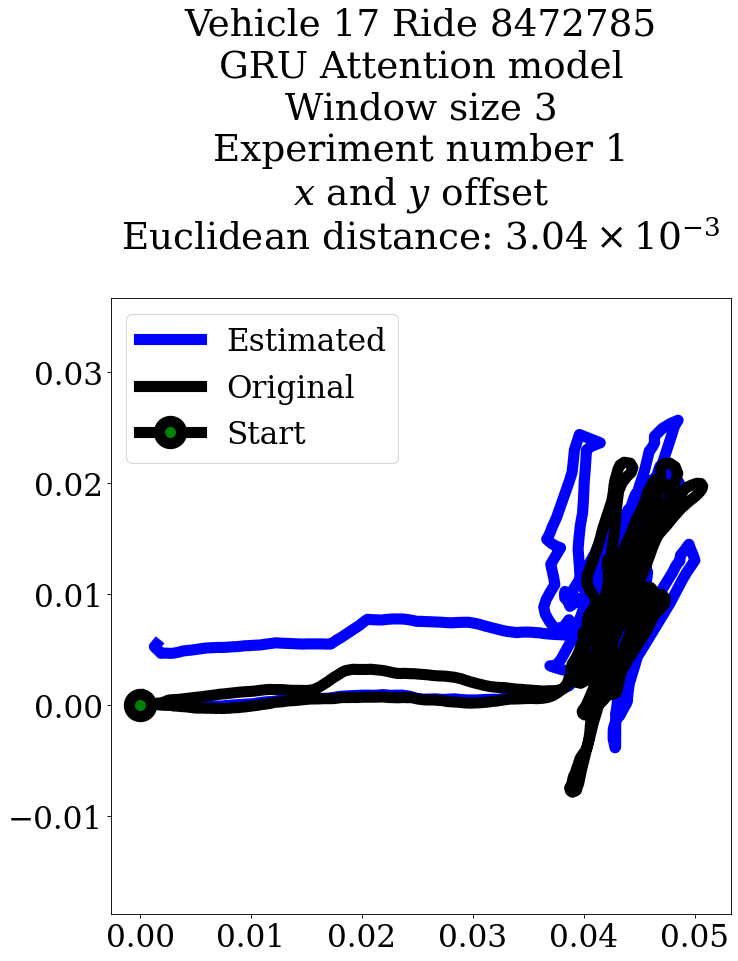 Vehicle 17 Ride 8472785
GRU Attention model
Window size 3
Experiment number 1
x and y offset
Euclidean distance: 3.04 × 10⁻³
Estimated
Original
Start
0.03
0.02
0.01
0.00
−0.01
0.00 0.01 0.02 0.03 0.04 0.05